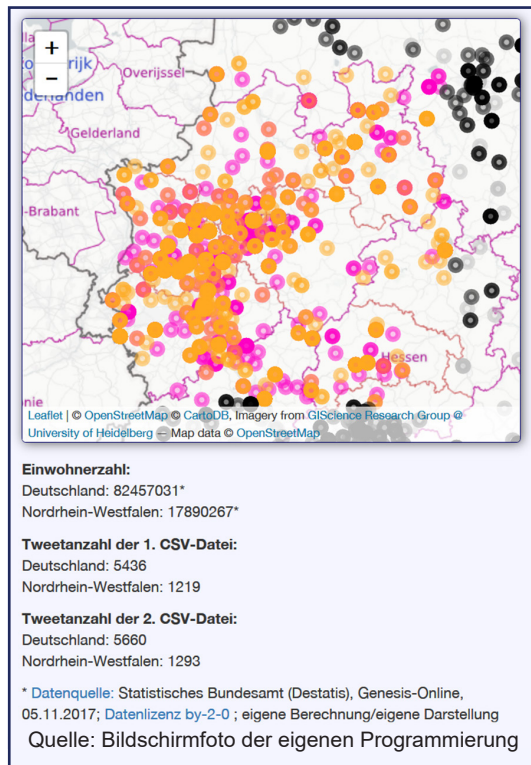 +
−
Overijssel
Gelderland
-Brabant
Hessen
Leaflet | © OpenStreetMap © CartoDB, Imagery from GIScience Research Group @
University of Heidelberg — Map data © OpenStreetMap
Einwohnerzahl:
Deutschland: 82457031*
Nordrhein-Westfalen: 17890267*
Tweetanzahl der 1. CSV-Datei:
Deutschland: 5436
Nordrhein-Westfalen: 1219
Tweetanzahl der 2. CSV-Datei:
Deutschland: 5660
Nordrhein-Westfalen: 1293
* Datenquelle: Statistisches Bundesamt (Destatis), Genesis-Online,
05.11.2017; Datenlizenz by-2-0 ; eigene Berechnung/eigene Darstellung
Quelle: Bildschirmfoto der eigenen Programmierung